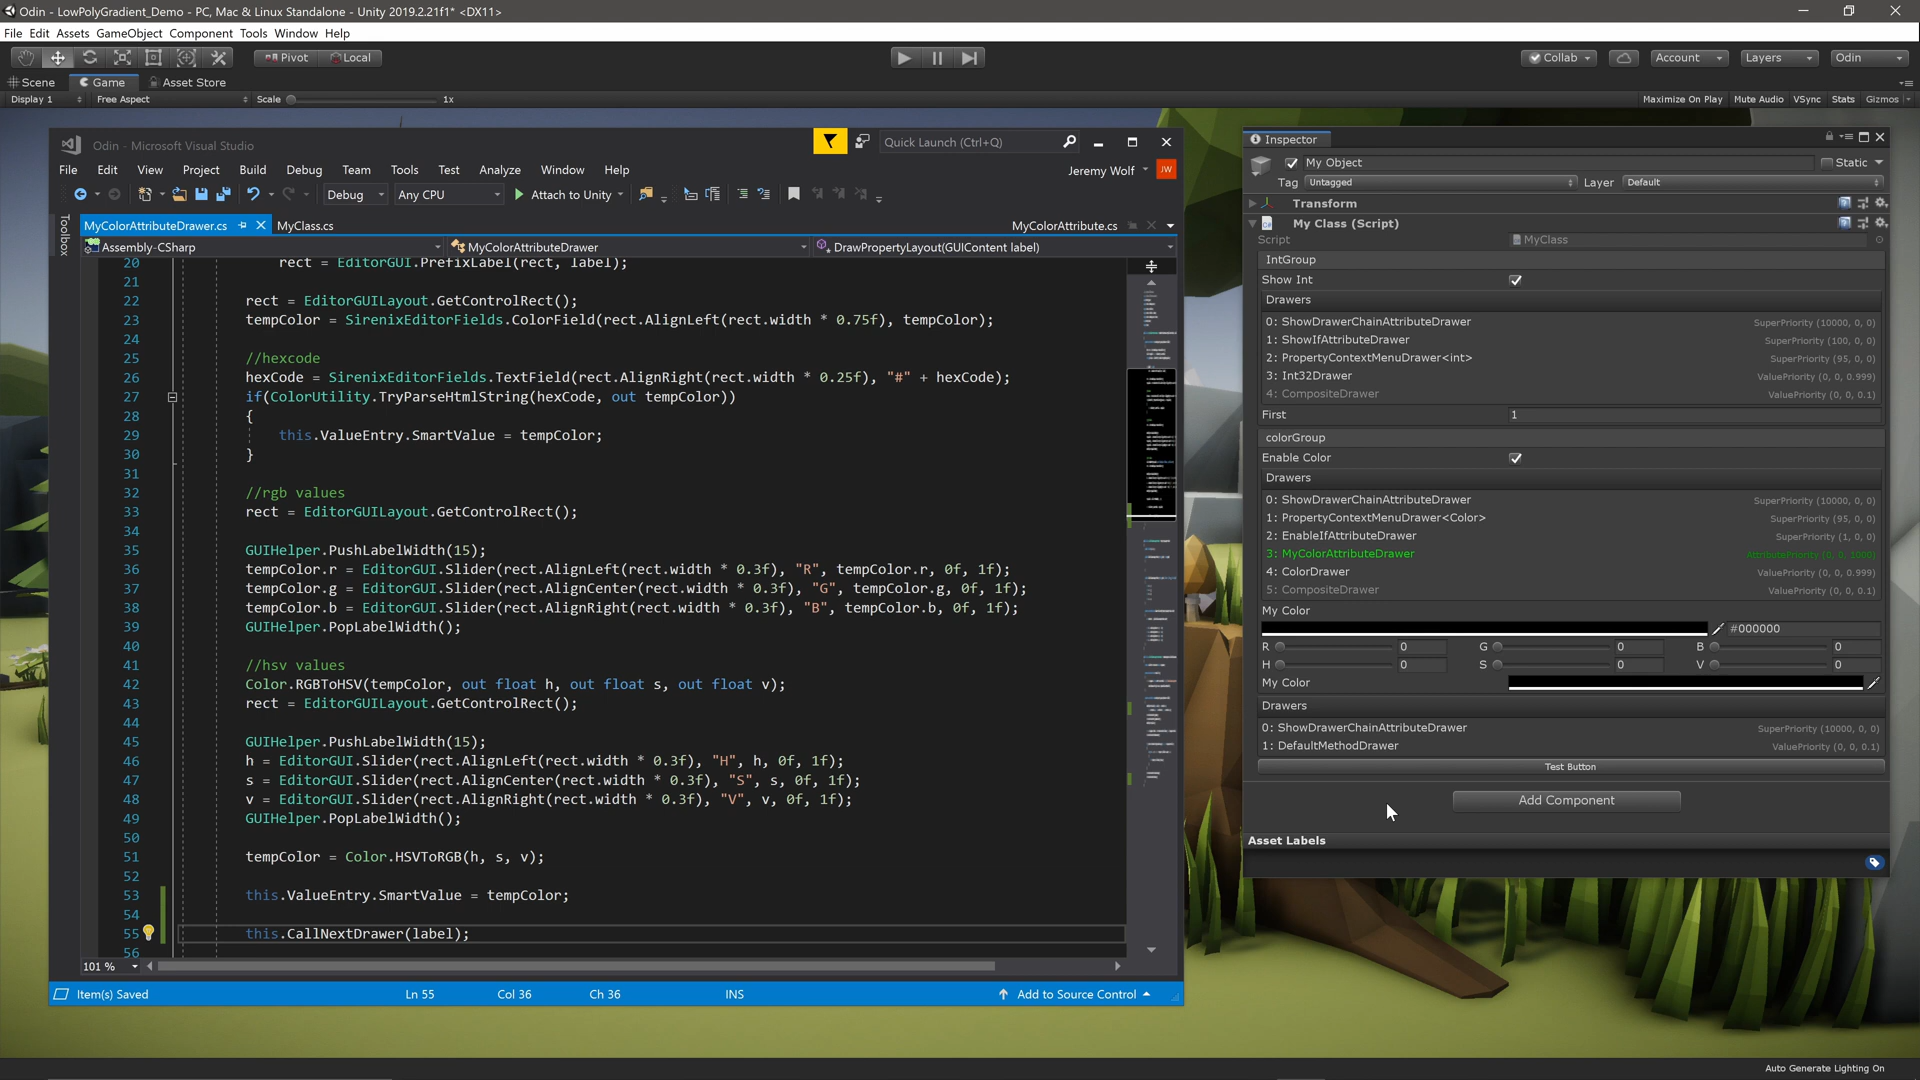 Odin - LowPolyGradient_Demo - PC, Mac & Linux Standalone - Unity 2019.2.21f1* <DX11>
File Edit Assets GameObject Component Tools Window Help
Pivot Local Collab Account Layers Odin
Scene Game Asset Store
Display 1 Free Aspect Scale 1x Maximize On Play Mute Audio VSync Stats Gizmos
Odin - Microsoft Visual Studio
Quick Launch (Ctrl+Q)
File Edit View Project Build Debug Team Tools Test Analyze Window Help
Jeremy Wolf JW
Debug Any CPU Attach to Unity
Toolbox
MyColorAttributeDrawer.cs MyClass.cs MyColorAttribute.cs
Assembly-CSharp MyColorAttributeDrawer DrawPropertyLayout(GUIContent label)
20 rect = EditorGUI.PrefixLabel(rect, label);
21
22 rect = EditorGUILayout.GetControlRect();
23 tempColor = SirenixEditorFields.ColorField(rect.AlignLeft(rect.width * 0.75f), tempColor);
24
25 //hexcode
26 hexCode = SirenixEditorFields.TextField(rect.AlignRight(rect.width * 0.25f), "#" + hexCode);
27 if(ColorUtility.TryParseHtmlString(hexCode, out tempColor))
28 {
29 this.ValueEntry.SmartValue = tempColor;
30 }
31
32 //rgb values
33 rect = EditorGUILayout.GetControlRect();
34
35 GUIHelper.PushLabelWidth(15);
36 tempColor.r = EditorGUI.Slider(rect.AlignLeft(rect.width * 0.3f), "R", tempColor.r, 0f, 1f);
37 tempColor.g = EditorGUI.Slider(rect.AlignCenter(rect.width * 0.3f), "G", tempColor.g, 0f, 1f);
38 tempColor.b = EditorGUI.Slider(rect.AlignRight(rect.width * 0.3f), "B", tempColor.b, 0f, 1f);
39 GUIHelper.PopLabelWidth();
40
41 //hsv values
42 Color.RGBToHSV(tempColor, out float h, out float s, out float v);
43 rect = EditorGUILayout.GetControlRect();
44
45 GUIHelper.PushLabelWidth(15);
46 h = EditorGUI.Slider(rect.AlignLeft(rect.width * 0.3f), "H", h, 0f, 1f);
47 s = EditorGUI.Slider(rect.AlignCenter(rect.width * 0.3f), "S", s, 0f, 1f);
48 v = EditorGUI.Slider(rect.AlignRight(rect.width * 0.3f), "V", v, 0f, 1f);
49 GUIHelper.PopLabelWidth();
50
51 tempColor = Color.HSVToRGB(h, s, v);
52
53 this.ValueEntry.SmartValue = tempColor;
54
55 this.CallNextDrawer(label);
56
101 %
Item(s) Saved Ln 55 Col 36 Ch 36 INS Add to Source Control
Inspector
My Object Static
Tag Untagged Layer Default
Transform
My Class (Script)
Script MyClass
IntGroup
Show Int
Drawers
0: ShowDrawerChainAttributeDrawer SuperPriority (10000, 0, 0)
1: ShowIfAttributeDrawer SuperPriority (100, 0, 0)
2: PropertyContextMenuDrawer<int> SuperPriority (95, 0, 0)
3: Int32Drawer ValuePriority (0, 0, 0.999)
4: CompositeDrawer ValuePriority (0, 0, 0.1)
First 1
colorGroup
Enable Color
Drawers
0: ShowDrawerChainAttributeDrawer SuperPriority (10000, 0, 0)
1: PropertyContextMenuDrawer<Color> SuperPriority (95, 0, 0)
2: EnableIfAttributeDrawer SuperPriority (1, 0, 0)
3: MyColorAttributeDrawer AttributePriority (0, 0, 1000)
4: ColorDrawer ValuePriority (0, 0, 0.999)
5: CompositeDrawer ValuePriority (0, 0, 0.1)
My Color
#000000
R 0 G 0 B 0
H 0 S 0 V 0
My Color
Drawers
0: ShowDrawerChainAttributeDrawer SuperPriority (10000, 0, 0)
1: DefaultMethodDrawer ValuePriority (0, 0, 0.1)
Test Button
Add Component
Asset Labels
Auto Generate Lighting On